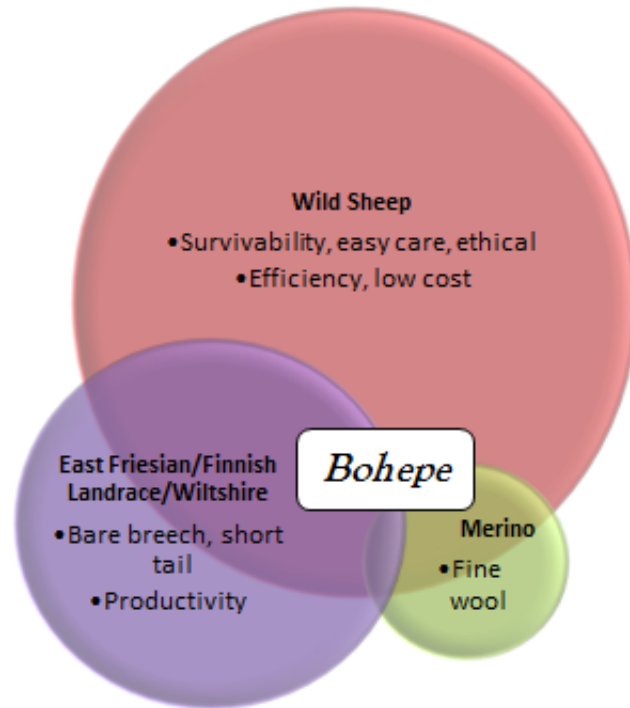 Wild Sheep
•Survivability, easy care, ethical
•Efficiency, low cost
Bohepe
East Friesian/Finnish
Landrace/Wiltshire
•Bare breech, short
tail
•Productivity
Merino
•Fine
wool